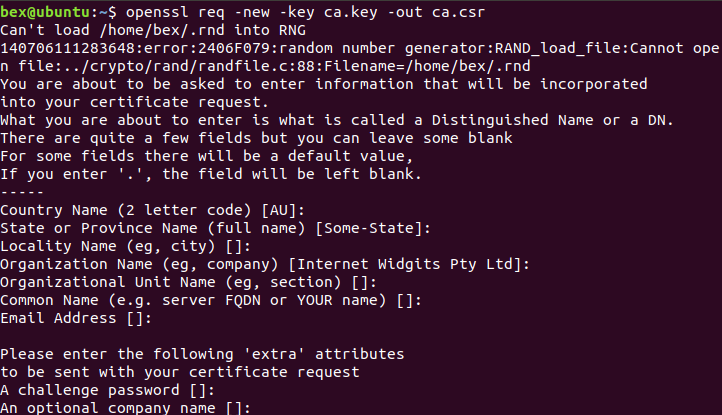 bex@ubuntu:~$ openssl req -new -key ca.key -out ca.csr
Can't load /home/bex/.rnd into RNG
140706111283648:error:2406F079:random number generator:RAND_load_file:Cannot ope
n file:../crypto/rand/randfile.c:88:Filename=/home/bex/.rnd
You are about to be asked to enter information that will be incorporated
into your certificate request.
What you are about to enter is what is called a Distinguished Name or a DN.
There are quite a few fields but you can leave some blank
For some fields there will be a default value,
If you enter '.', the field will be left blank.
-----
Country Name (2 letter code) [AU]:
State or Province Name (full name) [Some-State]:
Locality Name (eg, city) []:
Organization Name (eg, company) [Internet Widgits Pty Ltd]:
Organizational Unit Name (eg, section) []:
Common Name (e.g. server FQDN or YOUR name) []:
Email Address []:

Please enter the following 'extra' attributes
to be sent with your certificate request
A challenge password []:
An optional company name []: